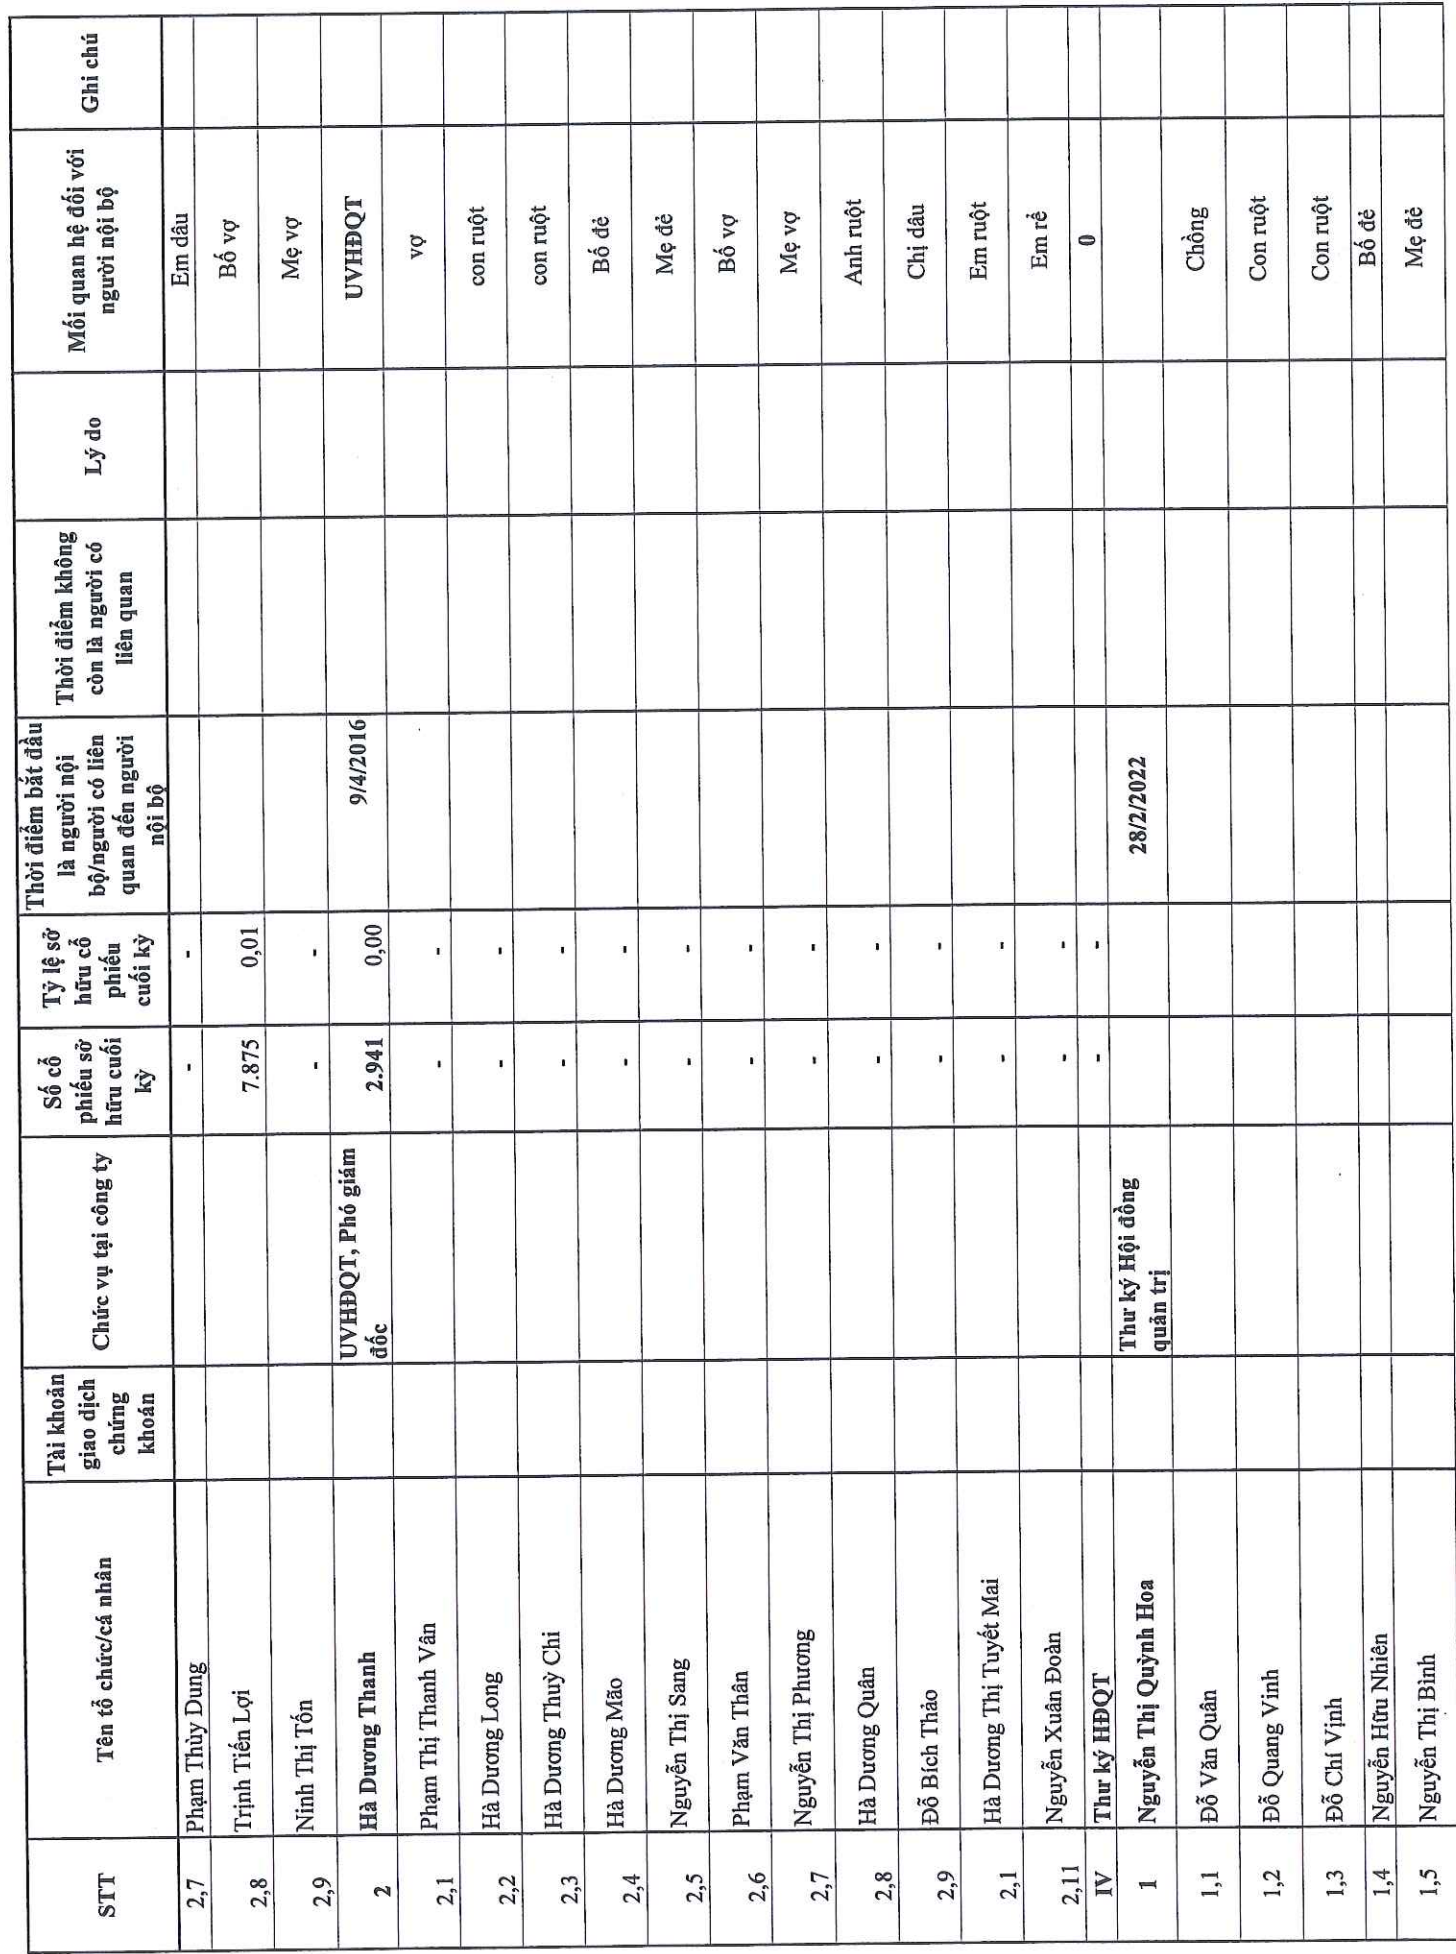 STT
Tên tổ chức/cá nhân
Tài khoản
giao dịch
chứng
khoán
Chức vụ tại công ty
Số cổ
phiếu sở
hữu cuối
kỳ
Tỷ lệ sở
hữu cổ
phiếu
cuối kỳ
Thời điểm bắt đầu
là người nội
bộ/người có liên
quan đến người
nội bộ
Thời điểm không
còn là người có
liên quan
Lý do
Mối quan hệ đối với
người nội bộ
Ghi chú
2,7 Phạm Thùy Dung - - Em dâu
2,8 Trịnh Tiến Lợi 7.875 0,01 Bố vợ
2,9 Ninh Thị Tốn - - Mẹ vợ
2 Hà Dương Thanh UVHĐQT, Phó giám
đốc 2.941 0,00 9/4/2016 UVHĐQT
2,1 Phạm Thị Thanh Vân - - vợ
2,2 Hà Dương Long - - con ruột
2,3 Hà Dương Thuỳ Chi - - con ruột
2,4 Hà Dương Mão - - Bố đẻ
2,5 Nguyễn Thị Sang - - Mẹ đẻ
2,6 Phạm Văn Thân - - Bố vợ
2,7 Nguyễn Thị Phương - - Mẹ vợ
2,8 Hà Dương Quân - - Anh ruột
2,9 Đỗ Bích Thảo - - Chị dâu
2,1 Hà Dương Thị Tuyết Mai - - Em ruột
2,11 Nguyễn Xuân Đoàn - - Em rể
IV Thư ký HĐQT - - 0
1 Nguyễn Thị Quỳnh Hoa Thư ký Hội đồng
quản trị 28/2/2022
1,1 Đỗ Văn Quân Chồng
1,2 Đỗ Quang Vinh Con ruột
1,3 Đỗ Chí Vịnh Con ruột
1,4 Nguyễn Hữu Nhiên Bố đẻ
1,5 Nguyễn Thị Bình Mẹ đẻ